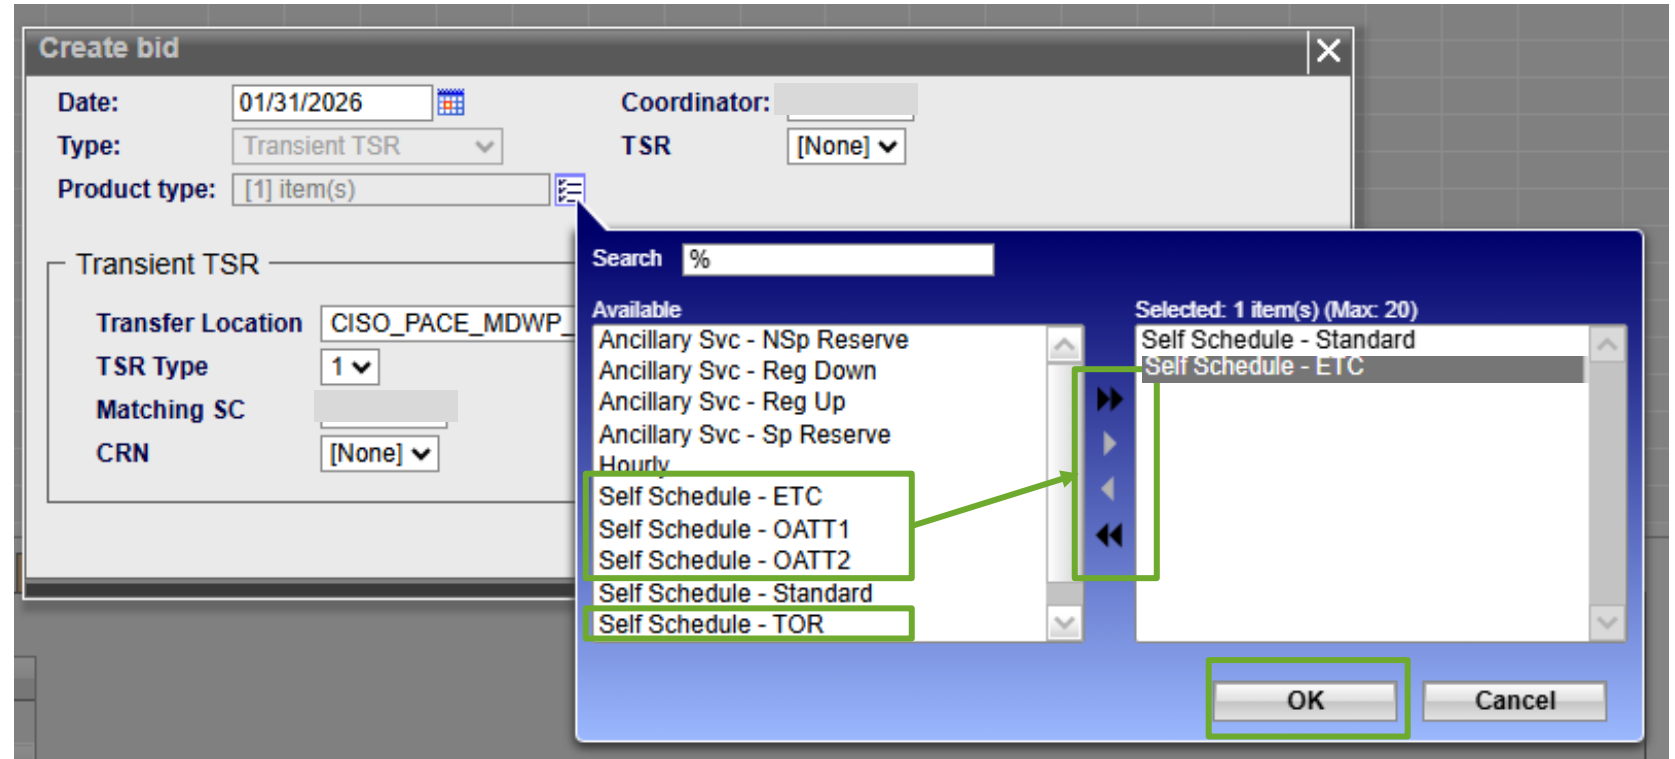 Create bid
Date: 01/31/2026 Coordinator:
Type: Transient TSR TSR [None]
Product type: [1] item(s)
Transient TSR
Transfer Location CISO_PACE_MDWP_
TSR Type 1
Matching SC
CRN [None]
Search %
Available
Ancillary Svc - NSp Reserve
Ancillary Svc - Reg Down
Ancillary Svc - Reg Up
Ancillary Svc - Sp Reserve
Hourly
Self Schedule - ETC
Self Schedule - OATT1
Self Schedule - OATT2
Self Schedule - Standard
Self Schedule - TOR
Selected: 1 item(s) (Max: 20)
Self Schedule - Standard
Self Schedule - ETC
OK Cancel